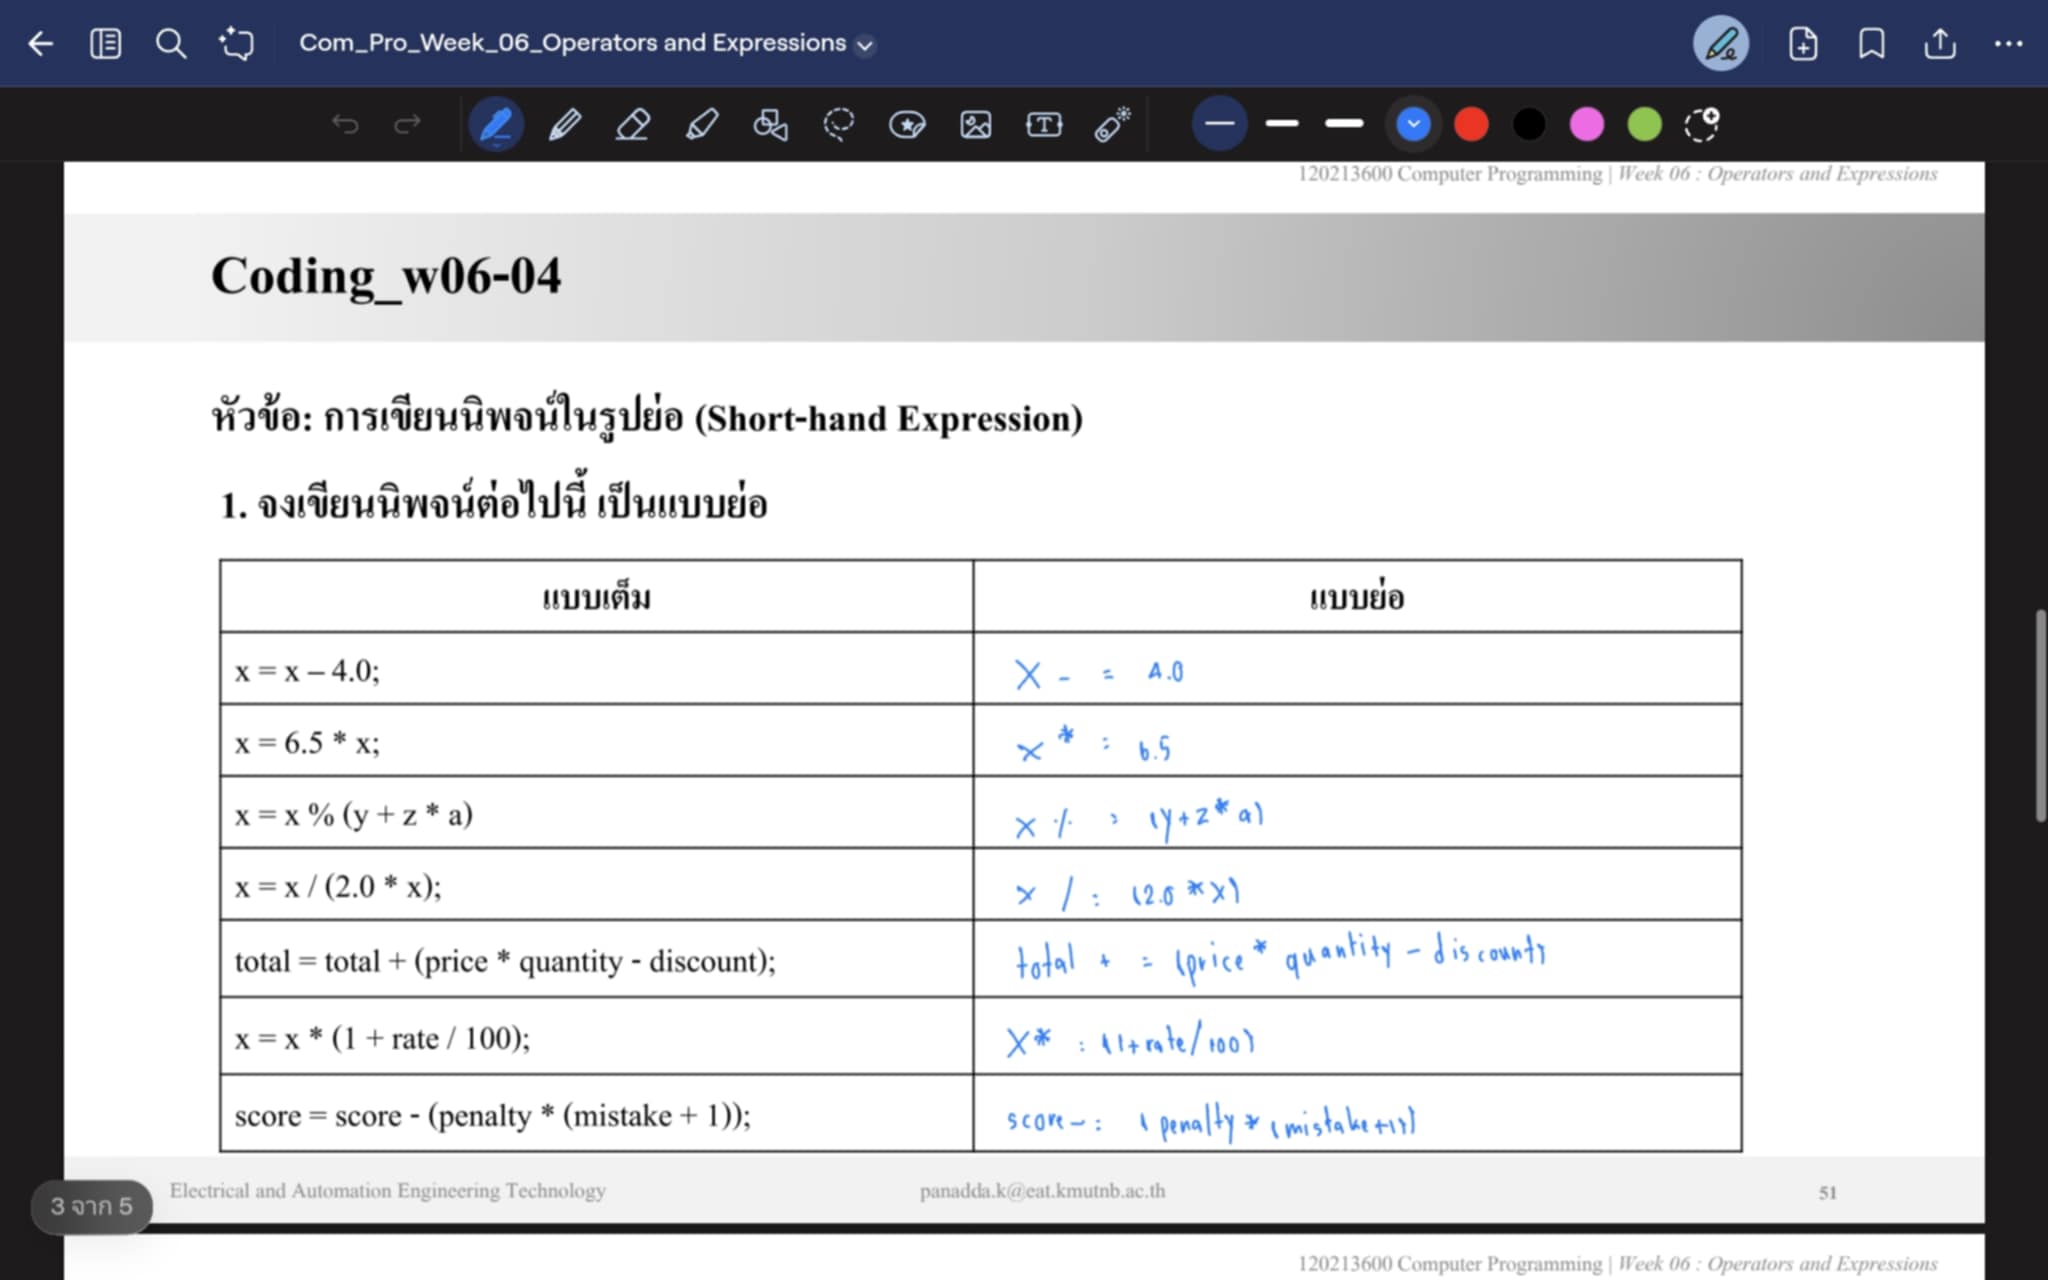 Com_Pro_Week_06_Operators and Expressions
120213600 Computer Programming | Week 06 : Operators and Expressions
Coding_w06-04
หัวข้อ: การเขียนนิพจน์ในรูปย่อ (Short-hand Expression)
1. จงเขียนนิพจน์ต่อไปนี้ เป็นแบบย่อ
แบบเต็ม แบบย่อ
x = x – 4.0; x - = 4.0
x = 6.5 * x; x * = 6.5
x = x % (y + z * a) x % = (y+z*a)
x = x / (2.0 * x); x / = (2.0 *x)
total = total + (price * quantity - discount); total + = (price * quantity - discount)
x = x * (1 + rate / 100); x* = (1+rate/100)
score = score - (penalty * (mistake + 1)); score - = (penalty * (mistake+1))
Electrical and Automation Engineering Technology panadda.k@eat.kmutnb.ac.th 51
3 จาก 5
120213600 Computer Programming | Week 06 : Operators and Expressions